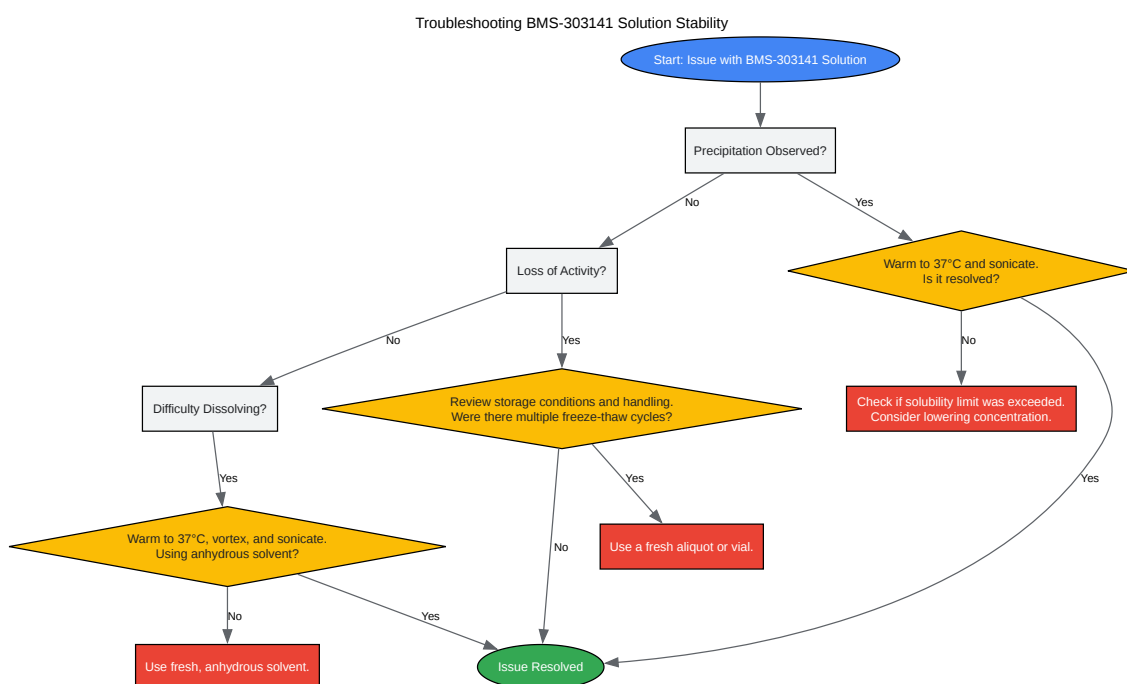 Troubleshooting BMS-303141 Solution Stability
Start: Issue with BMS-303141 Solution
Precipitation Observed?
No
Yes
Loss of Activity?
Warm to 37°C and sonicate.
Is it resolved?
No
Yes
No
Difficulty Dissolving?
Review storage conditions and handling.
Were there multiple freeze-thaw cycles?
Check if solubility limit was exceeded.
Consider lowering concentration.
Yes
Yes
Yes
Warm to 37°C, vortex, and sonicate.
Using anhydrous solvent?
No
Use a fresh aliquot or vial.
No
Yes
Use fresh, anhydrous solvent.
Issue Resolved